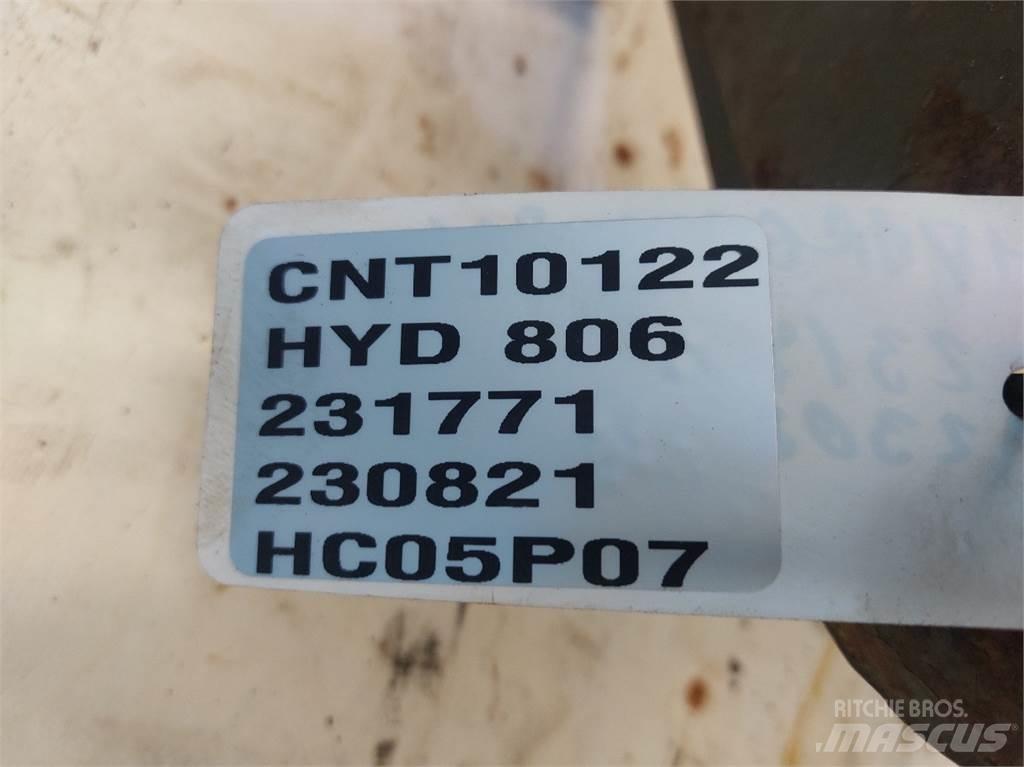 CNT10122
HYD 806
231771
230821
HC05P07
RITCHIE BROS.
MASCUS